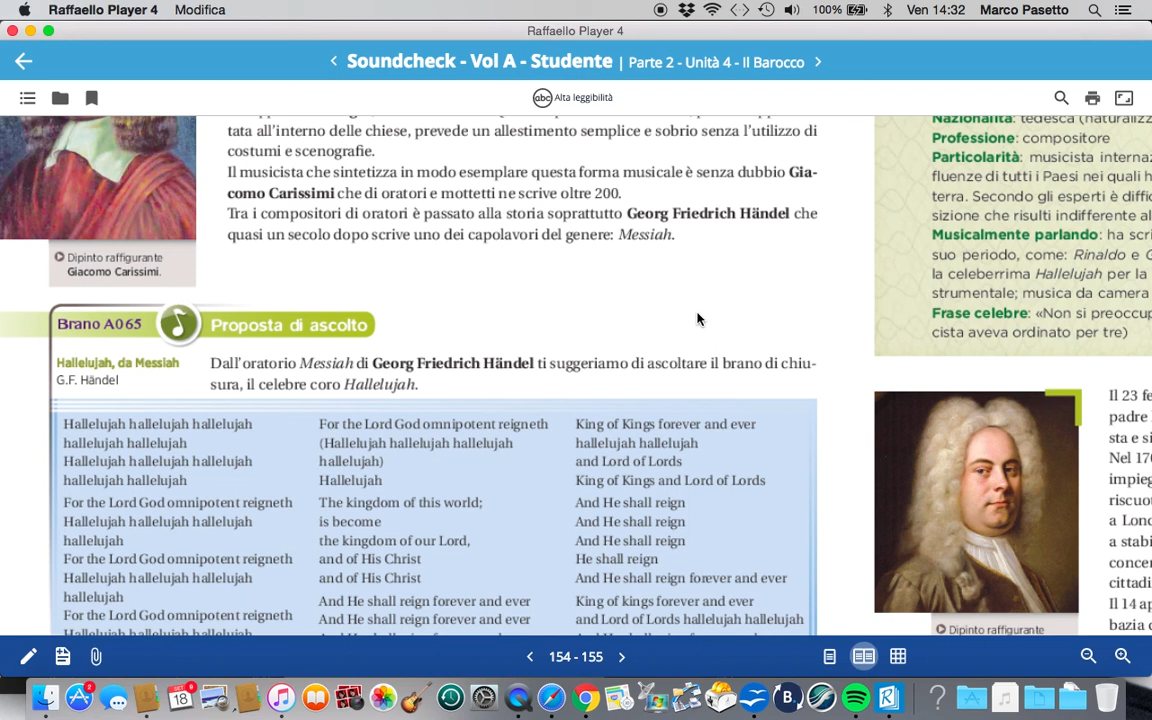 Raffaello Player 4 Modifica 100% Ven 14:32 Marco Pasetto
Raffaello Player 4
Soundcheck - Vol A - Studente | Parte 2 - Unità 4 - Il Barocco
abc Alta leggibilità
tata all'interno delle chiese, prevede un allestimento semplice e sobrio senza l'utilizzo di
costumi e scenografie.
Il musicista che sintetizza in modo esemplare questa forma musicale è senza dubbio Gia-
como Carissimi che di oratori e mottetti ne scrive oltre 200.
Tra i compositori di oratori è passato alla storia soprattutto Georg Friedrich Händel che
quasi un secolo dopo scrive uno dei capolavori del genere: Messiah.
Dipinto raffigurante
Giacomo Carissimi.
Brano A065 Proposta di ascolto
Hallelujah, da Messiah
G.F. Händel
Dall'oratorio Messiah di Georg Friedrich Händel ti suggeriamo di ascoltare il brano di chiu-
sura, il celebre coro Hallelujah.
Hallelujah hallelujah hallelujah
hallelujah hallelujah
Hallelujah hallelujah hallelujah
hallelujah hallelujah
For the Lord God omnipotent reigneth
Hallelujah hallelujah hallelujah
hallelujah
For the Lord God omnipotent reigneth
Hallelujah hallelujah hallelujah
hallelujah
For the Lord God omnipotent reigneth
For the Lord God omnipotent reigneth
(Hallelujah hallelujah hallelujah
hallelujah)
Hallelujah
The kingdom of this world;
is become
the kingdom of our Lord,
and of His Christ
and of His Christ
And He shall reign forever and ever
And He shall reign forever and ever
King of Kings forever and ever
hallelujah hallelujah
and Lord of Lords
King of Kings and Lord of Lords
And He shall reign
And He shall reign
And He shall reign
He shall reign
And He shall reign forever and ever
King of kings forever and ever
and Lord of Lords hallelujah hallelujah
Nazionalità: tedesca (naturalizz
Professione: compositore
Particolarità: musicista internaz
fluenze di tutti i Paesi nei quali h
terra. Secondo gli esperti è diffic
sizione che risulti indifferente al
Musicalmente parlando: ha scri
suo periodo, come: Rinaldo e G
la celeberrima Hallelujah per la
strumentale; musica da camera
Frase celebre: «Non si preoccup
cista aveva ordinato per tre)
Il 23 fe
padre
sta e si
Nel 170
impieg
riscuot
a Lond
a stabi
concer
cittadi
Il 14 ap
bazia d
Dipinto raffigurante
154 - 155